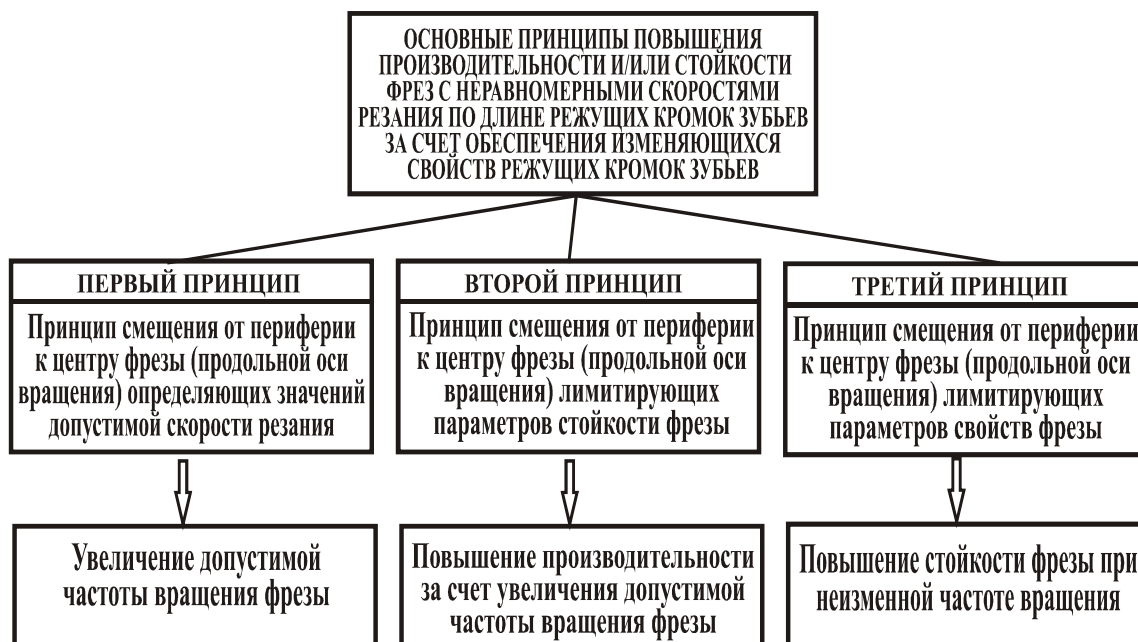 ОСНОВНЫЕ ПРИНЦИПЫ ПОВЫШЕНИЯ
ПРОИЗВОДИТЕЛЬНОСТИ И/ИЛИ СТОЙКОСТИ
ФРЕЗ С НЕРАВНОМЕРНЫМИ СКОРОСТЯМИ
РЕЗАНИЯ ПО ДЛИНЕ РЕЖУЩИХ КРОМОК ЗУБЬЕВ
ЗА СЧЕТ ОБЕСПЕЧЕНИЯ ИЗМЕНЯЮЩИХСЯ
СВОЙСТВ РЕЖУЩИХ КРОМОК ЗУБЬЕВ
ПЕРВЫЙ ПРИНЦИП
Принцип смещения от периферии
к центру фрезы (продольной оси
вращения) определяющих значений
допустимой скорости резания
Увеличение допустимой
частоты вращения фрезы
ВТОРОЙ ПРИНЦИП
Принцип смещения от периферии
к центру фрезы (продольной оси
вращения) лимитирующих
параметров стойкости фрезы
Повышение производительности
за счет увеличения допустимой
частоты вращения фрезы
ТРЕТИЙ ПРИНЦИП
Принцип смещения от периферии
к центру фрезы (продольной оси
вращения) лимитирующих
параметров свойств фрезы
Повышение стойкости фрезы при
неизменной частоте вращения